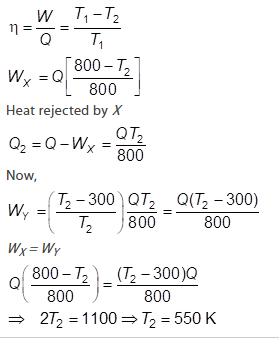 η = W/Q = (T₁ – T₂)/T₁
W_X = Q[(800 – T₂)/800]
Heat rejected by X
Q₂ = Q – W_X = QT₂/800
Now,
W_Y = ((T₂ – 300)/T₂) QT₂/800 = Q(T₂ – 300)/800
W_X = W_Y
Q((800 – T₂)/800) = (T₂ – 300)Q/800
⇒ 2T₂ = 1100 ⇒ T₂ = 550 K